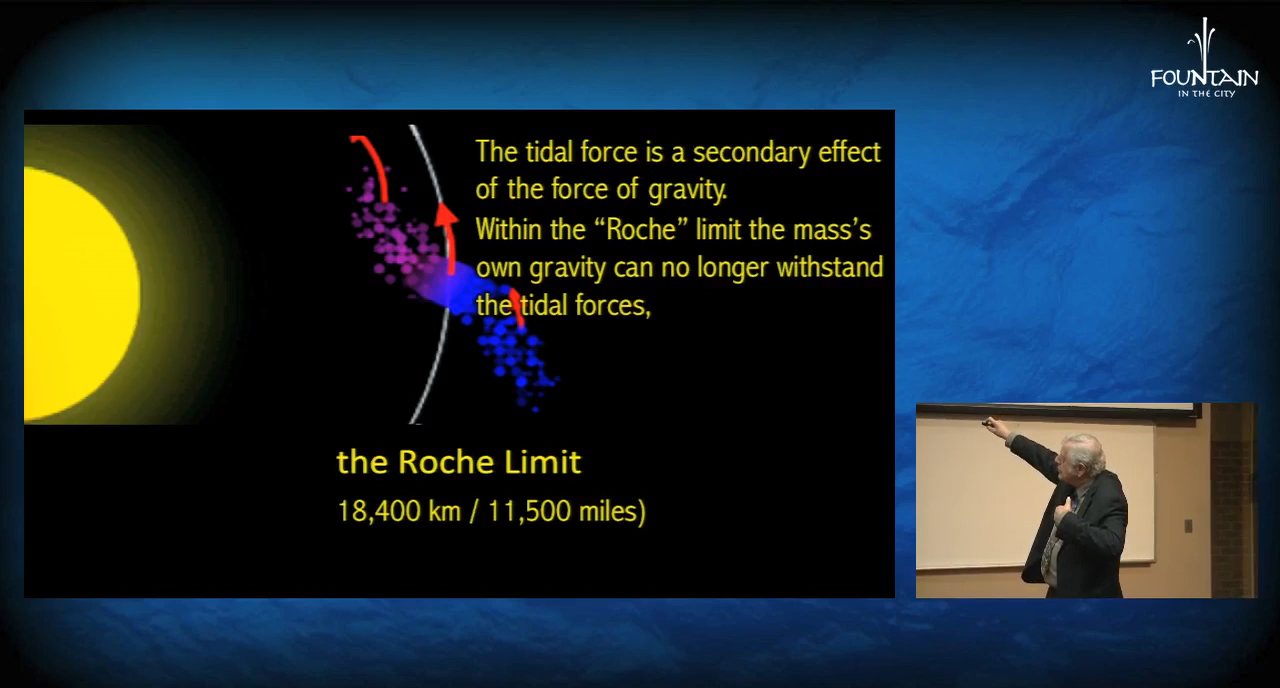 FOUNTAIN
IN THE CITY
The tidal force is a secondary effect
of the force of gravity.
Within the “Roche” limit the mass’s
own gravity can no longer withstand
the tidal forces,
the Roche Limit
18,400 km / 11,500 miles)